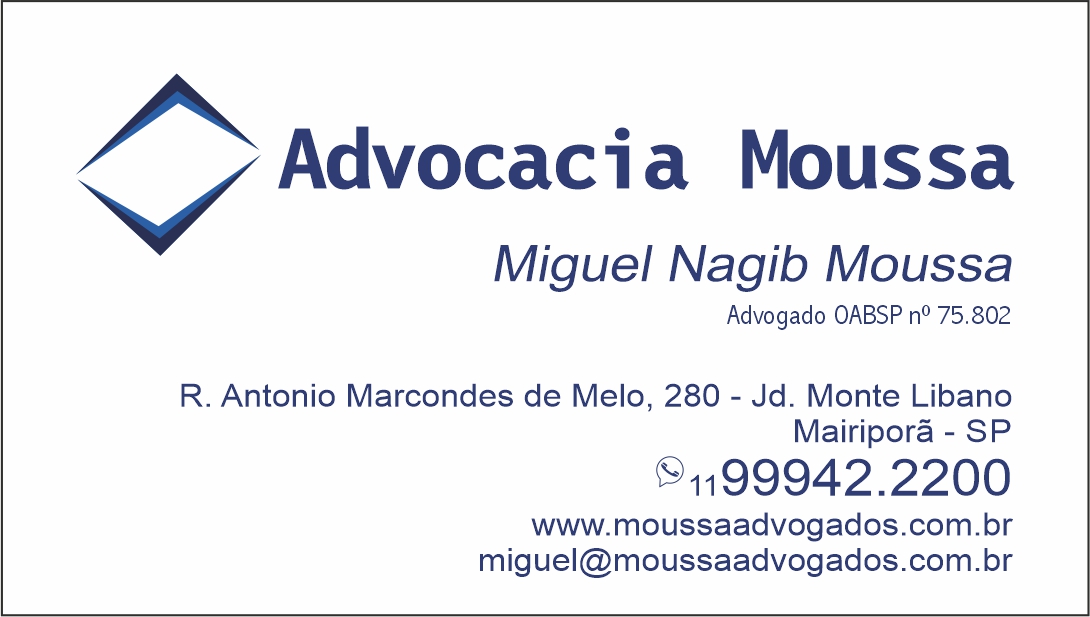 Advocacia Moussa
Miguel Nagib Moussa
Advogado OABSP nº 75.802
R. Antonio Marcondes de Melo, 280 - Jd. Monte Libano
Mairiporã - SP
11 99942.2200
www.moussaadvogados.com.br
miguel@moussaadvogados.com.br